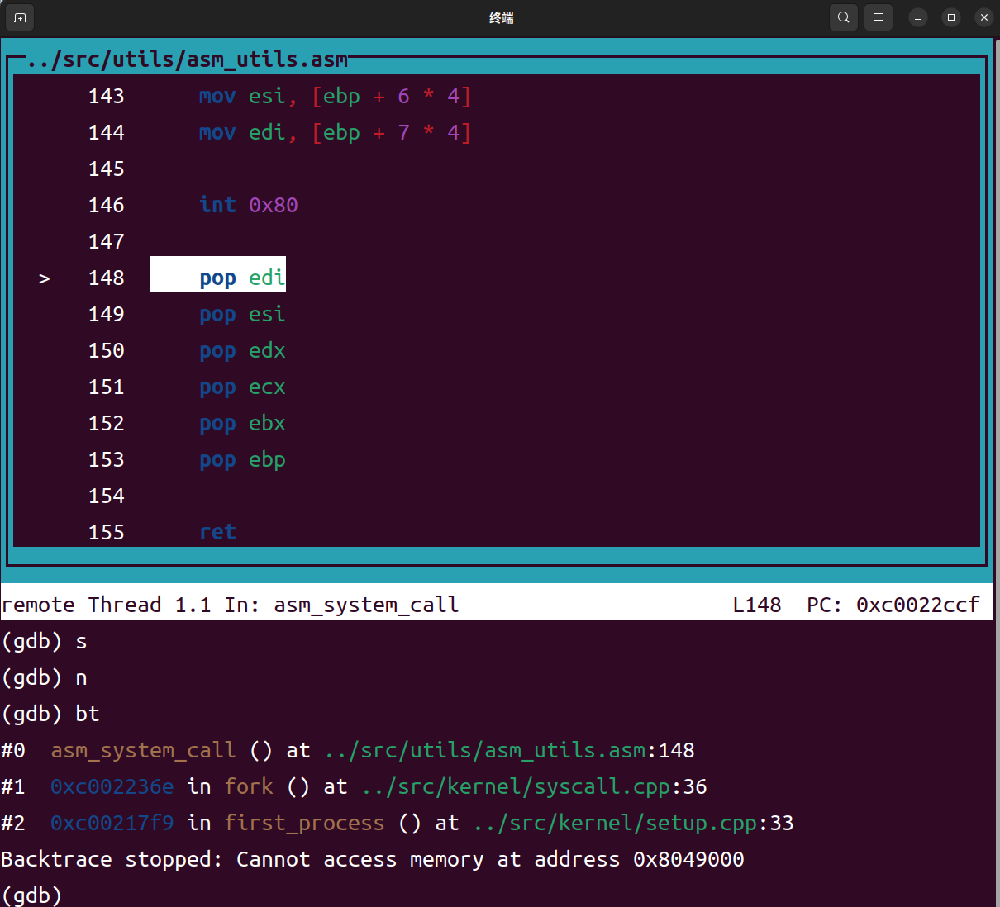 终端
../src/utils/asm_utils.asm
143 mov esi, [ebp + 6 * 4]
144 mov edi, [ebp + 7 * 4]
145
146 int 0x80
147
> 148 pop edi
149 pop esi
150 pop edx
151 pop ecx
152 pop ebx
153 pop ebp
154
155 ret
remote Thread 1.1 In: asm_system_call L148 PC: 0xc0022ccf
(gdb) s
(gdb) n
(gdb) bt
#0 asm_system_call () at ../src/utils/asm_utils.asm:148
#1 0xc002236e in fork () at ../src/kernel/syscall.cpp:36
#2 0xc00217f9 in first_process () at ../src/kernel/setup.cpp:33
Backtrace stopped: Cannot access memory at address 0x8049000
(gdb)